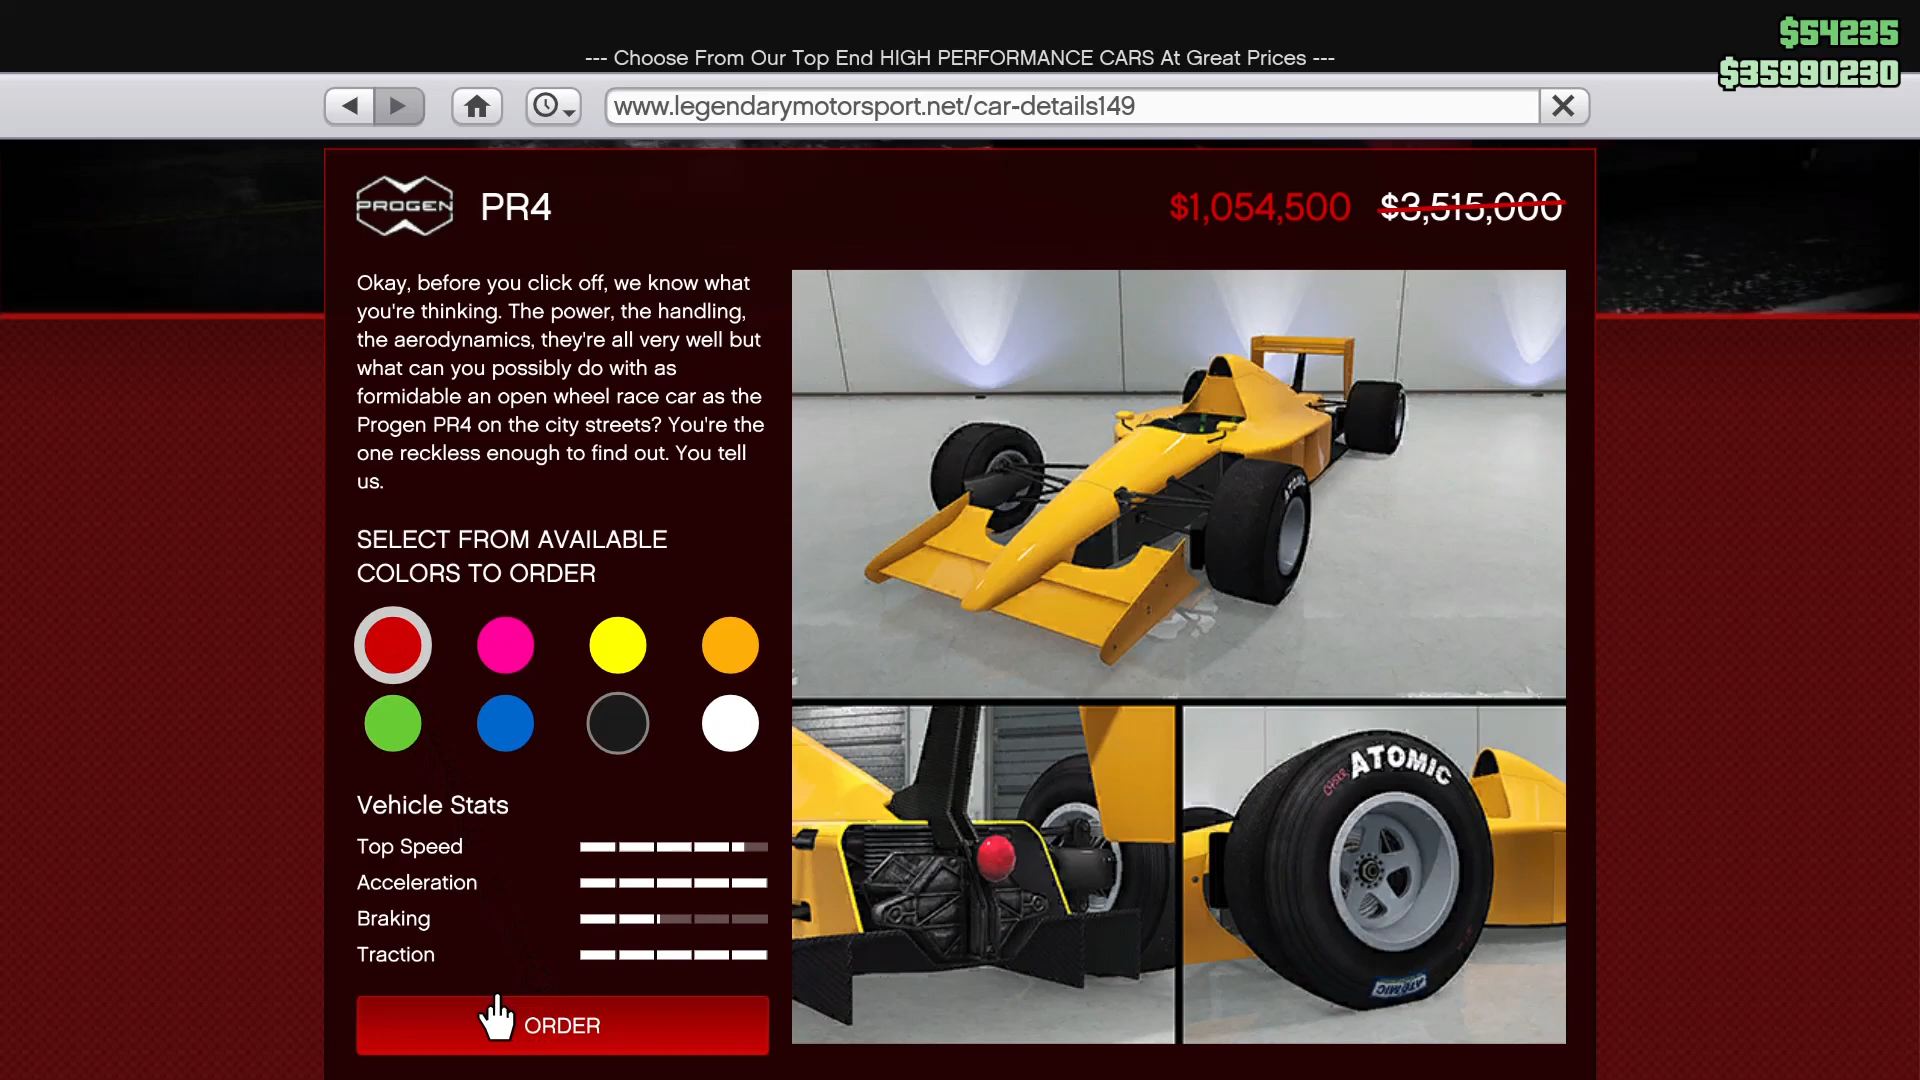 $54235
--- Choose From Our Top End HIGH PERFORMANCE CARS At Great Prices ---
$35990230
www.legendarymotorsport.net/car-details149
PROGEN
PR4
$1,054,500 $3,515,000
Okay, before you click off, we know what
you're thinking. The power, the handling,
the aerodynamics, they're all very well but
what can you possibly do with as
formidable an open wheel race car as the
Progen PR4 on the city streets? You're the
one reckless enough to find out. You tell
us.
SELECT FROM AVAILABLE
COLORS TO ORDER
Vehicle Stats
Top Speed
Acceleration
Braking
Traction
ORDER
ATOMIC
ATOMIC
ATOMIC